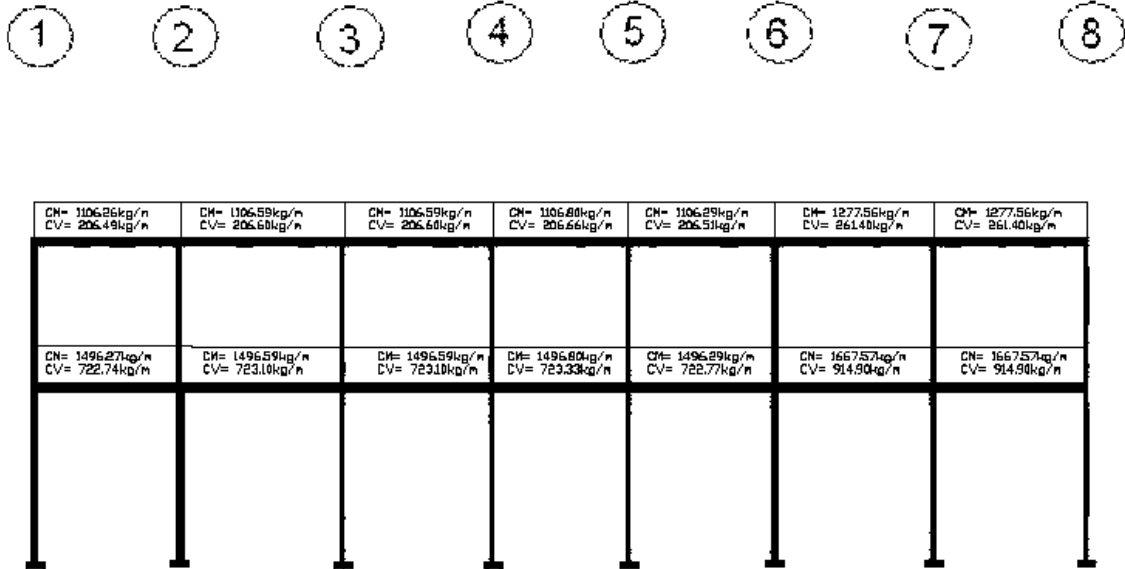 1 2 3 4 5 6 7 8
CM= 1106.26kg/m CM= 1106.59kg/m CM= 1106.59kg/m CM= 1106.80kg/m CM= 1106.29kg/m CM= 1277.56kg/m CM= 1277.56kg/m
CV= 206.49kg/m CV= 206.60kg/m CV= 206.60kg/m CV= 206.66kg/m CV= 206.51kg/m CV= 261.40kg/m CV= 261.40kg/m
CM= 1496.27kg/m CM= 1496.59kg/m CM= 1496.59kg/m CM= 1496.80kg/m CM= 1496.29kg/m CM= 1667.57kg/m CM= 1667.57kg/m
CV= 722.74kg/m CV= 723.10kg/m CV= 723.10kg/m CV= 723.33kg/m CV= 722.77kg/m CV= 914.90kg/m CV= 914.90kg/m